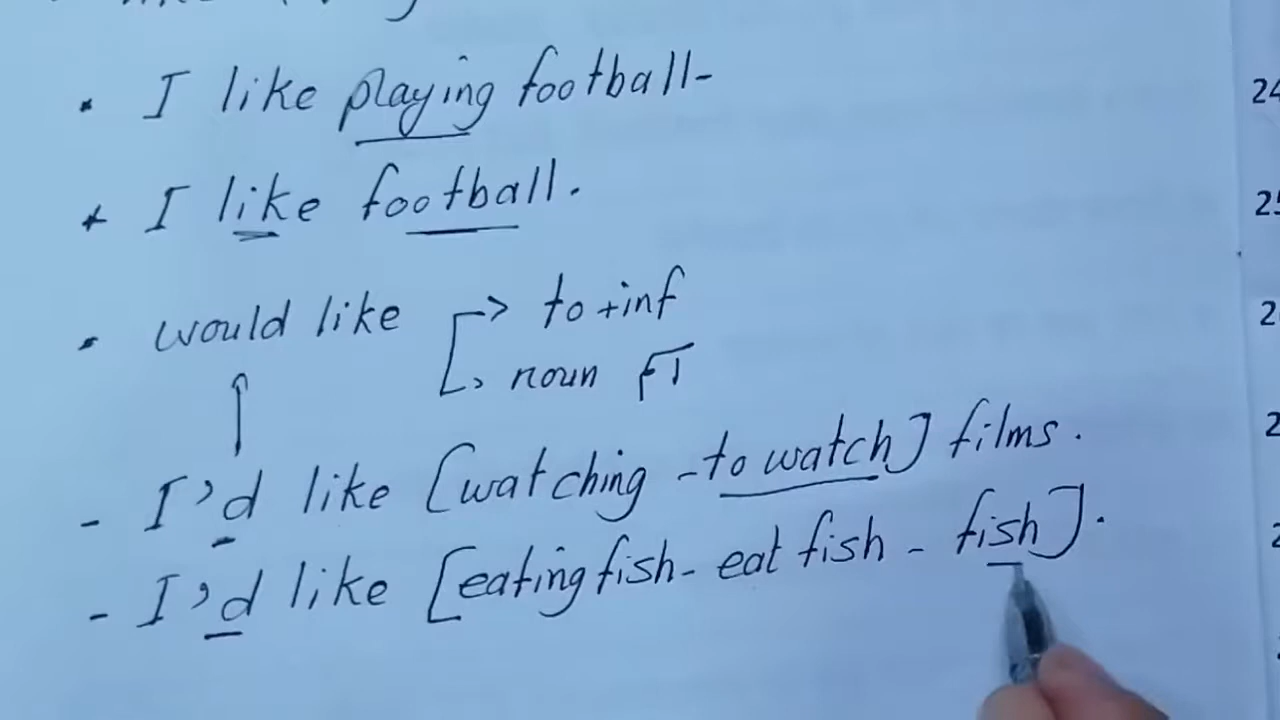 • I like playing football-
+ I like football.
• would like → to + inf
noun
- I'd like [watching - to watch] films.
- I'd like [eating fish - eat fish - fish].
24